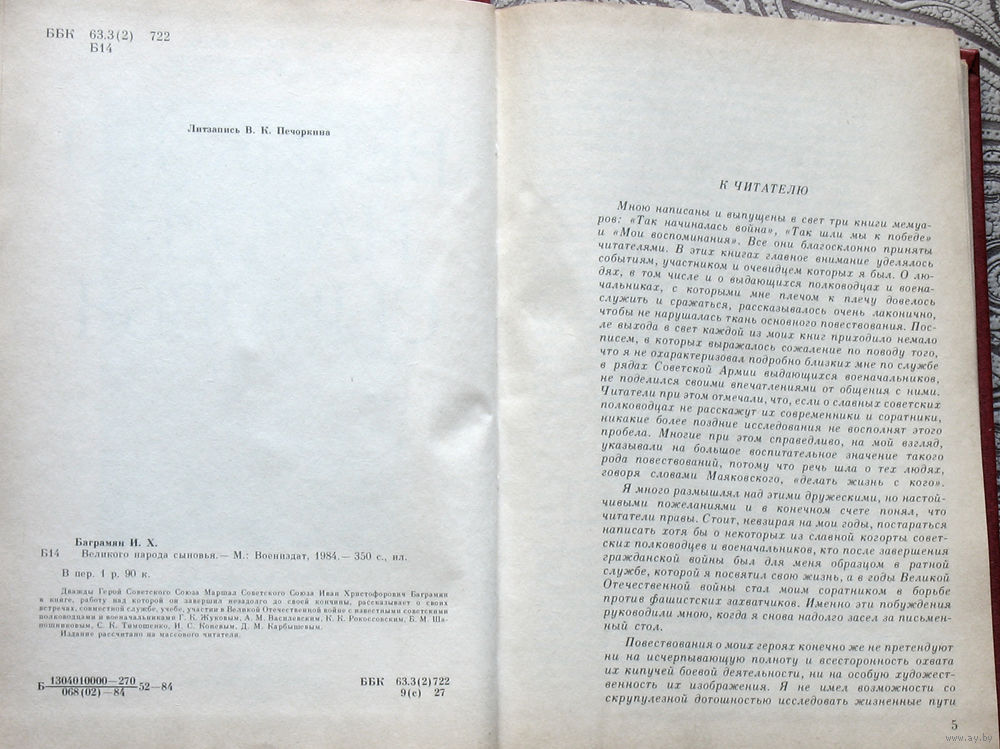 ББК 63.3(2) 722
Б14
Литзапись В. К. Печоркина
Баграмян И. Х.
Б14 Великого народа сыновья.— М.: Воениздат, 1984.— 350 с., ил.
В пер. 1 р. 90 к.
Дважды Герой Советского Союза Маршал Советского Союза Иван Христофорович Баграмян
в книге, работу над которой он завершил незадолго до своей кончины, рассказывает о своих
встречах, совместной службе, учебе, участии в Великой Отечественной войне с известными советскими
полководцами и военачальниками Г. К. Жуковым, А. М. Василевским, К. К. Рокоссовским, Б. М. Ша-
пошниковым, С. К. Тимошенко, И. С. Коневым, Д. М. Карбышевым.
Издание рассчитано на массового читателя.
Б 1304010000—270 52—84
068(02)—84
ББК 63.3(2)722
9(с) 27
К ЧИТАТЕЛЮ
Мною написаны и выпущены в свет три книги мемуа-
ров: «Так начиналась война», «Так шли мы к победе»
и «Мои воспоминания». Все они благосклонно приняты
читателями. В этих книгах главное внимание уделялось
событиям, участником и очевидцем которых я был. О лю-
дях, в том числе и о выдающихся полководцах и военa-
чальниках, с которыми мне плечом к плечу довелось
служить и сражаться, рассказывалось очень лаконично,
чтобы не нарушалась ткань основного повествования. Пос-
ле выхода в свет каждой из моих книг приходило немало
писем, в которых выражалось сожаление по поводу того,
что я не охарактеризовал подробно близких мне по службе
в рядах Советской Армии выдающихся военачальников,
не поделился своими впечатлениями от общения с ними.
Читатели при этом отмечали, что, если о славных советских
полководцах не расскажут их современники и соратники,
никакие более поздние исследования не восполнят этого
пробела. Многие при этом справедливо, на мой взгляд,
указывали на большое воспитательное значение такого
рода повествований, потому что речь шла о тех людях,
говоря словами Маяковского, «делать жизнь с кого».
Я много размышлял над этими дружескими, но настой-
чивыми пожеланиями и в конечном счете понял, что
читатели правы. Стоит, невзирая на мои годы, постараться
написать хотя бы о некоторых из славной когорты совет-
ских полководцев и военачальников, кто после завершения
гражданской войны был для меня образцом в ратной
службе, которой я посвятил свою жизнь, а в годы Великой
Отечественной войны стал моим соратником в борьбе
против фашистских захватчиков. Именно эти побуждения
руководили мною, когда я снова надолго засел за письмен-
ный стол.
Повествования о моих героях конечно же не претендуют
ни на исчерпывающую полноту и всесторонность охвата
их кипучей боевой деятельности, ни на особую художест-
венность их изображения. Я не имел возможности со
скрупулезной дотошностью исследовать жизненные пути
5
www.ay.by